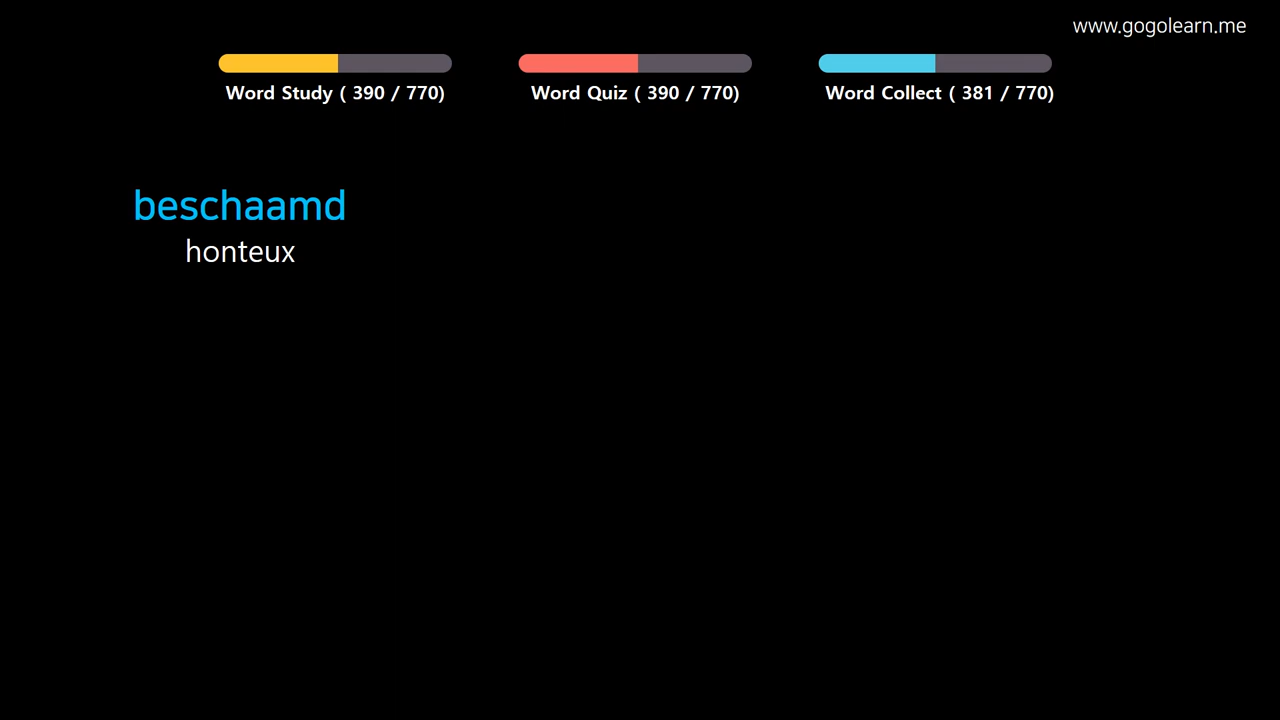 www.gogolearn.me
Word Study ( 390 / 770)
Word Quiz ( 390 / 770)
Word Collect ( 381 / 770)
beschaamd
honteux